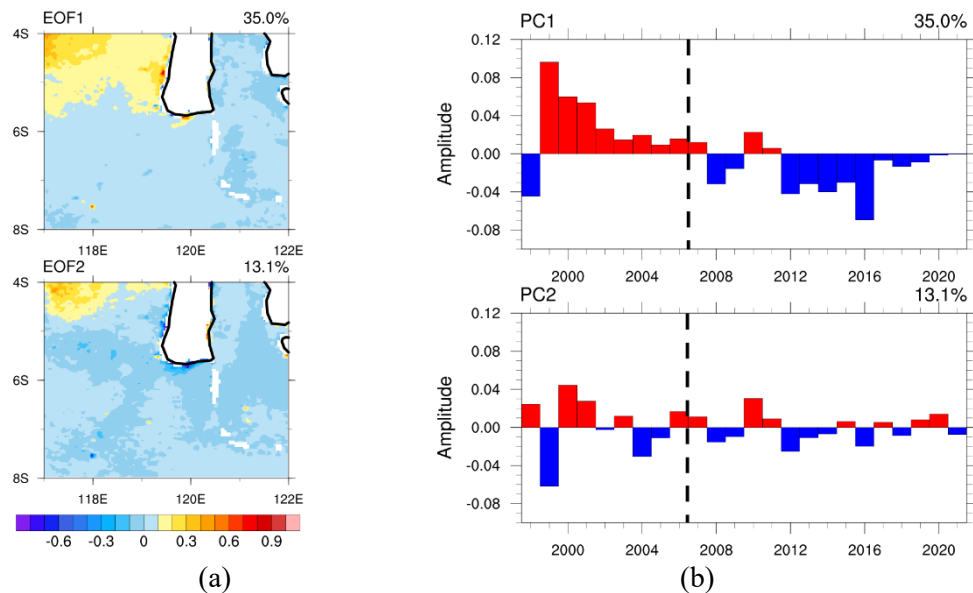 EOF1 35.0%
4S
6S
8S
118E 120E 122E
EOF2 13.1%
4S
6S
8S
118E 120E 122E
-0.6 -0.3 0 0.3 0.6 0.9
(a)
PC1 35.0%
0.12
0.08
0.04
0.00
-0.04
-0.08
Amplitude
2000 2004 2008 2012 2016 2020
PC2 13.1%
0.12
0.08
0.04
0.00
-0.04
-0.08
Amplitude
2000 2004 2008 2012 2016 2020
(b)